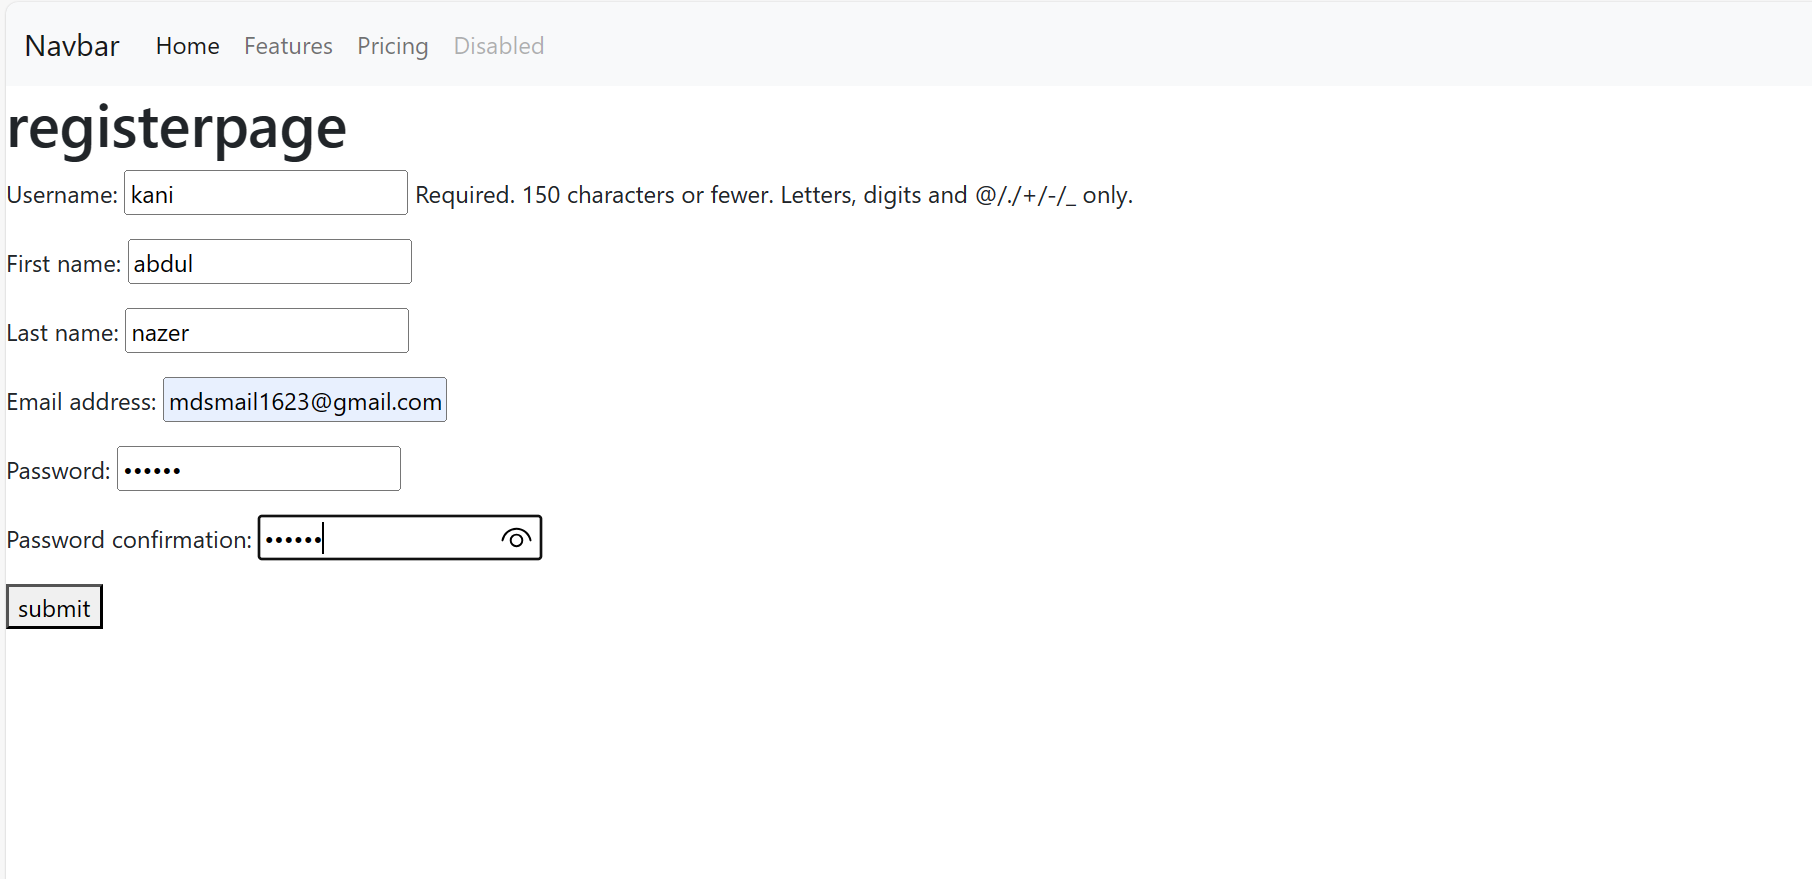 Navbar Home Features Pricing Disabled
registerpage
Username: kani Required. 150 characters or fewer. Letters, digits and @/./+/-/_ only.
First name: abdul
Last name: nazer
Email address: mdsmail1623@gmail.com
Password: ••••••
Password confirmation: ••••••
submit